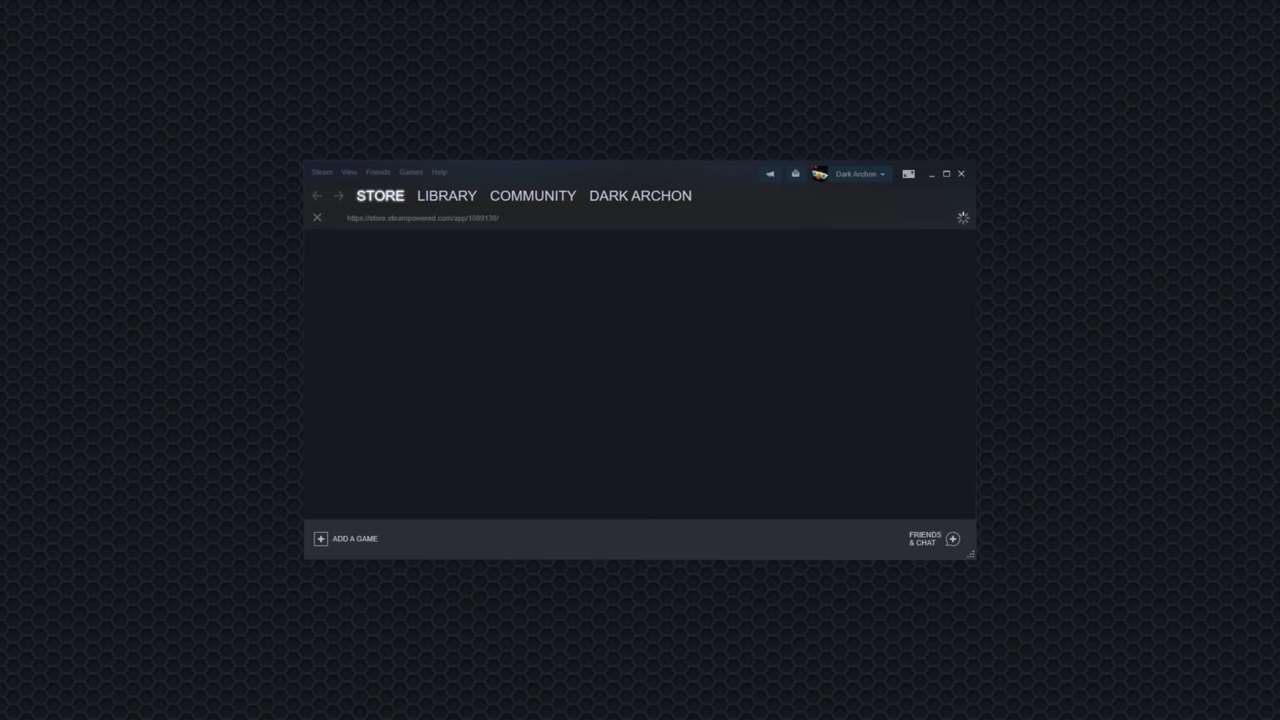 Steam View Friends Games Help
Dark Archon
STORE LIBRARY COMMUNITY DARK ARCHON
https://store.steampowered.com/app/1089130/
ADD A GAME
FRIENDS
& CHAT